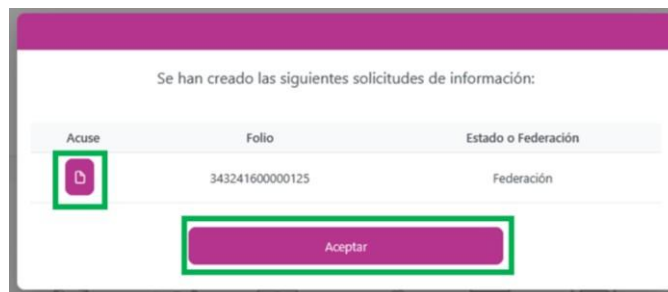 Se han creado las siguientes solicitudes de información:
Acuse Folio Estado o Federación
343241600000125 Federación
Aceptar